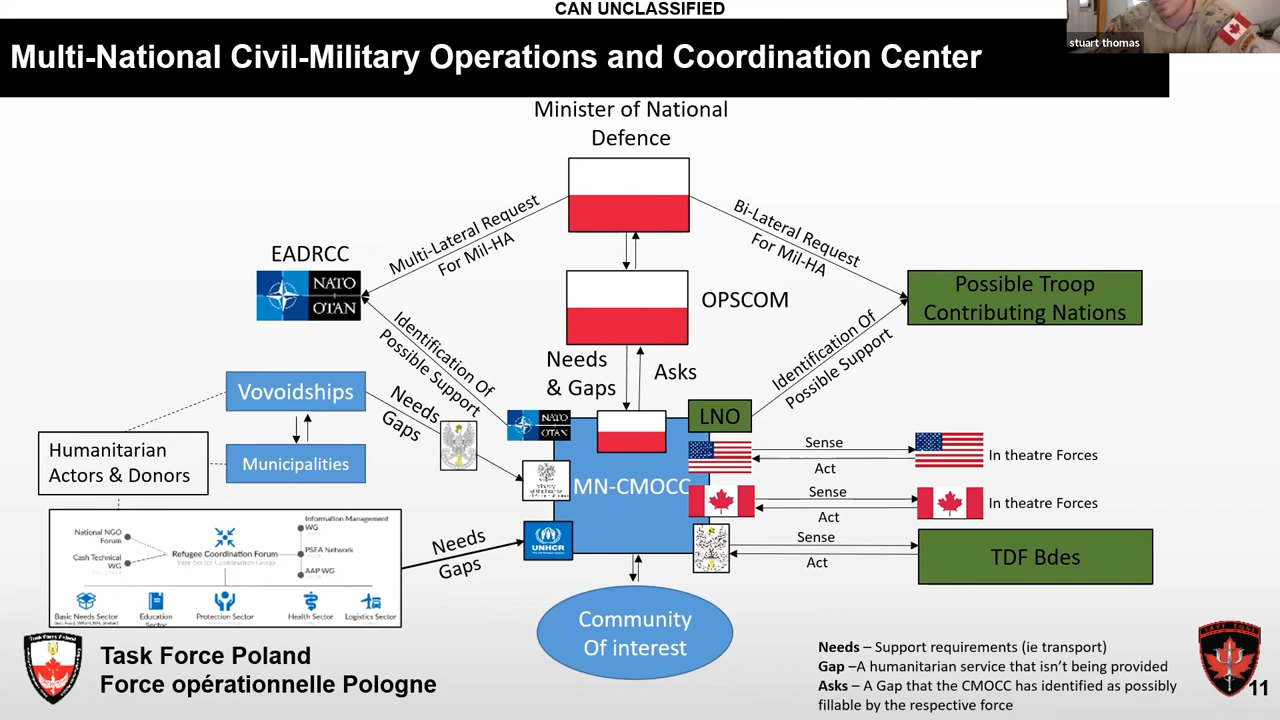 CAN UNCLASSIFIED
stuart thomas
Multi-National Civil-Military Operations and Coordination Center
Minister of National
Defence
Multi-Lateral Request
For Mil-HA
Bi-Lateral Request
For Mil-HA
EADRCC
NATO
OTAN
OPSCOM
Possible Troop
Contributing Nations
Identification Of
Possible Support
Identification Of
Possible Support
Needs
& Gaps
Asks
Vovoidships
Needs
Gaps
NATO
OTAN
LNO
Humanitarian
Actors & Donors
Municipalities
MN-CMOCC
Sense
Act
In theatre Forces
Sense
Act
In theatre Forces
Sense
Act
TDF Bdes
UNHCR
Needs
Gaps
National NGO
Forum
Cash Technical
WG
Refugee Coordination Forum
Inter-Sector Coordination Group
Information Management
WG
PSEA Network
AAP WG
Basic Needs Sector
Education
Sector
Protection Sector
Health Sector
Logistics Sector
Community
Of interest
Task Force Poland
Force opérationnelle Pologne
Needs – Support requirements (ie transport)
Gap –A humanitarian service that isn't being provided
Asks – A Gap that the CMOCC has identified as possibly
fillable by the respective force
11